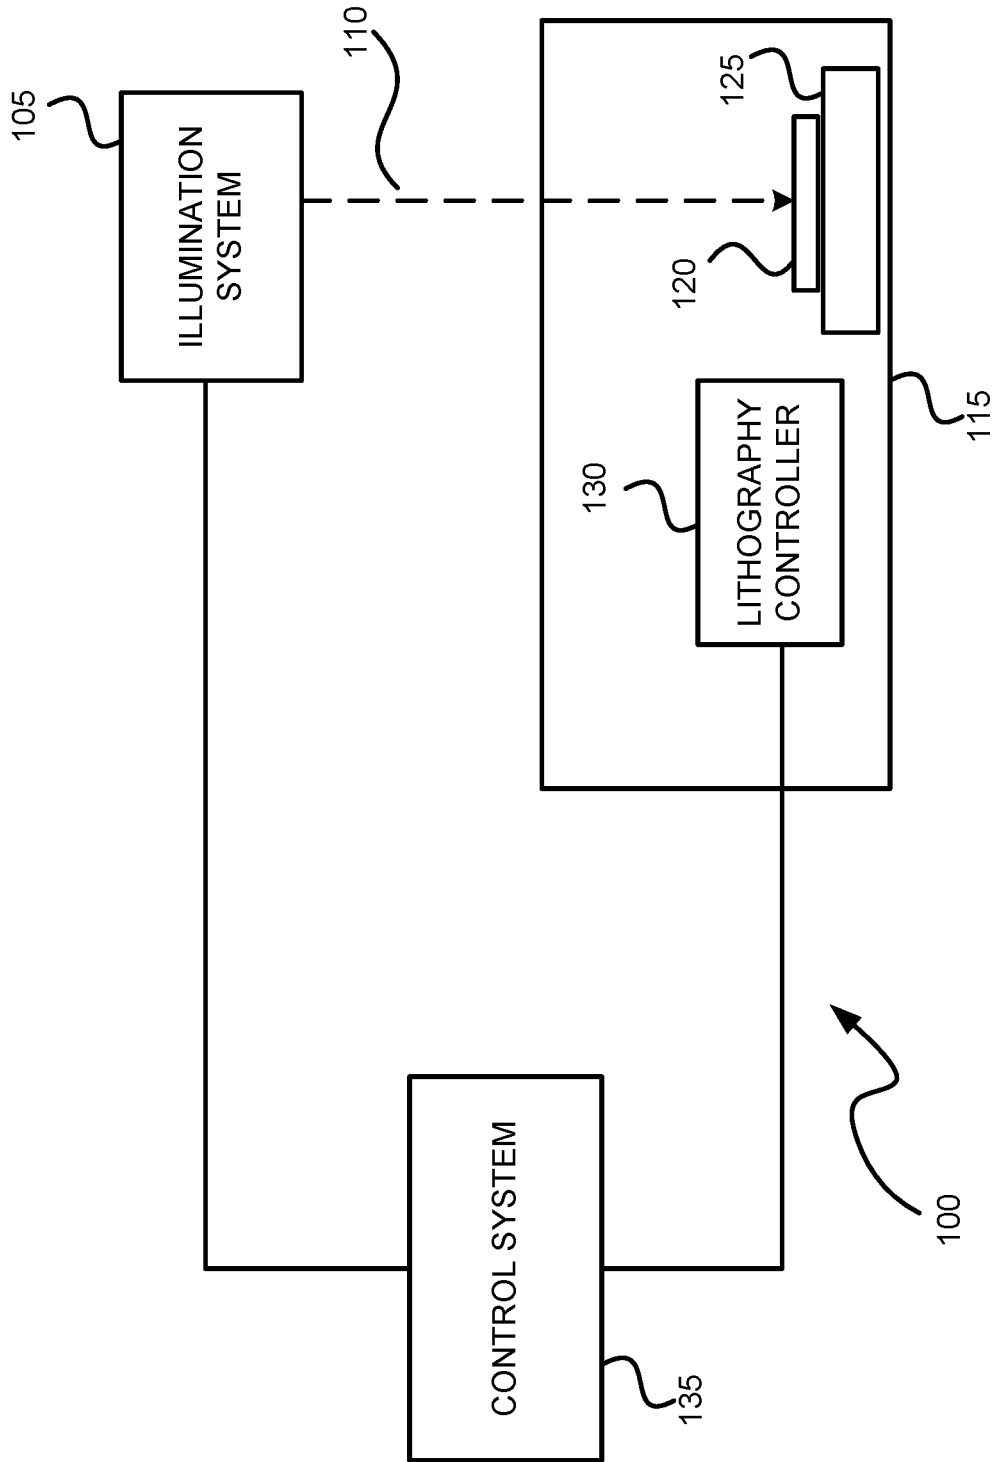 105
ILLUMINATION
SYSTEM
110
CONTROL SYSTEM
130
135
120
125
LITHOGRAPHY
CONTROLLER
100
115